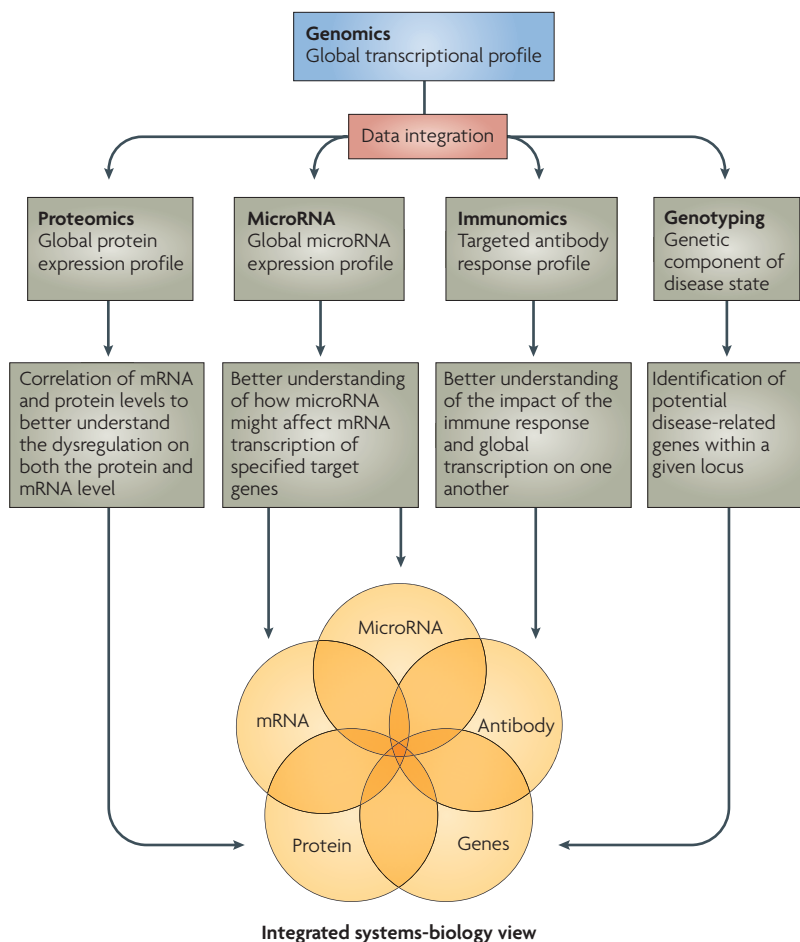 Genomics
Global transcriptional profile
Data integration
Proteomics
Global protein
expression profile
MicroRNA
Global microRNA
expression profile
Immunomics
Targeted antibody
response profile
Genotyping
Genetic
component of
disease state
Correlation of mRNA
and protein levels to
better understand
the dysregulation on
both the protein and
mRNA level
Better understanding
of how microRNA
might affect mRNA
transcription of
specified target
genes
Better understanding
of the impact of the
immune response
and global
transcription on one
another
Identification of
potential
disease-related
genes within a
given locus
MicroRNA
mRNA
Antibody
Protein
Genes
Integrated systems-biology view